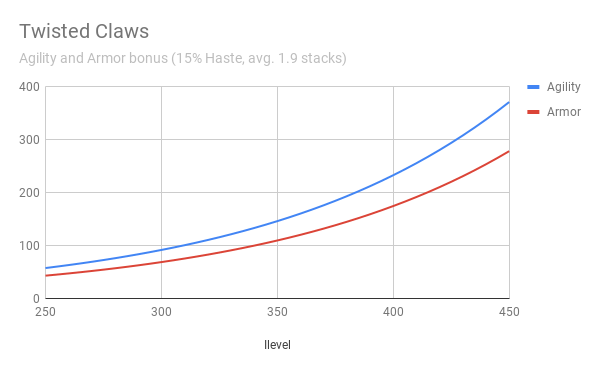 Twisted Claws
Agility and Armor bonus (15% Haste, avg. 1.9 stacks)
400
300
200
100
0
250
300
350
400
450
Ilevel
Agility
Armor